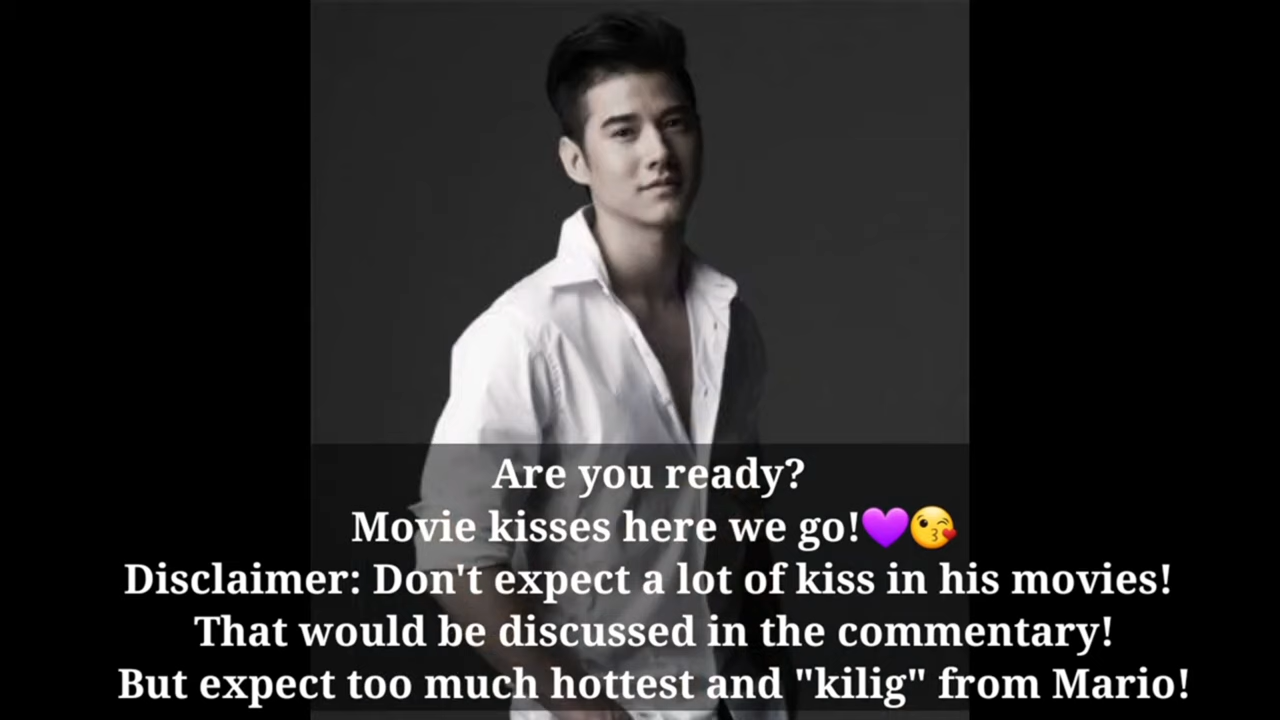 Are you ready?
Movie kisses here we go!💜😘
Disclaimer: Don't expect a lot of kiss in his movies!
That would be discussed in the commentary!
But expect too much hottest and "kilig" from Mario!